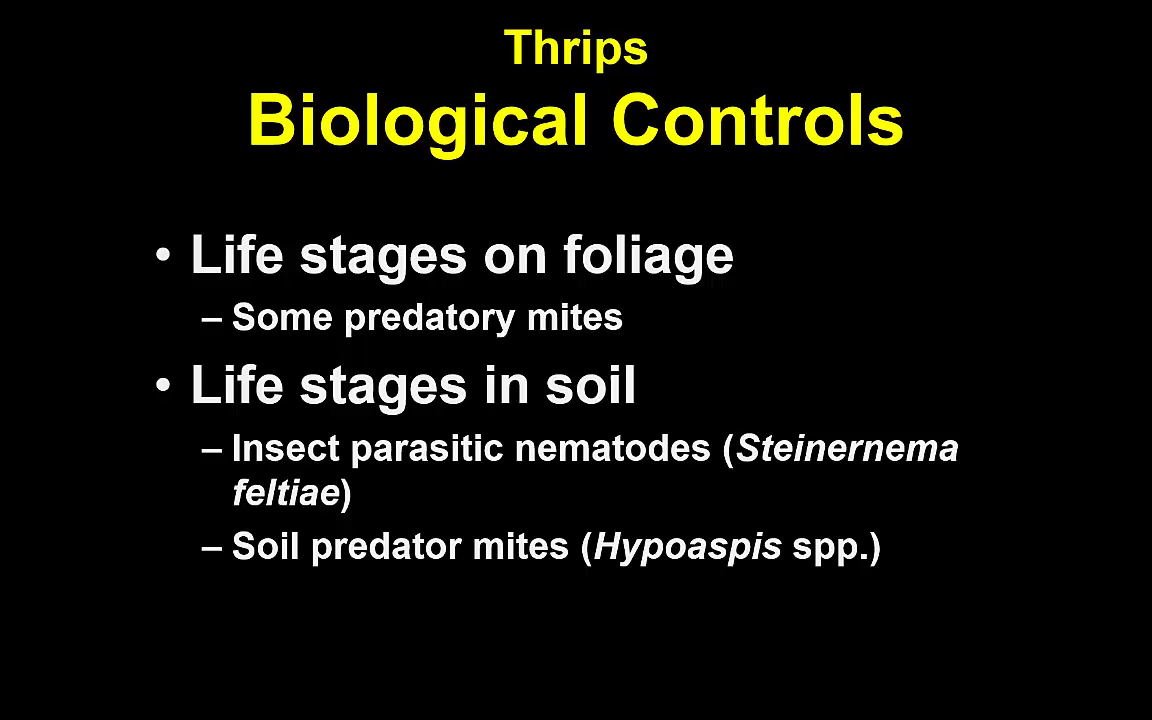 Thrips
Biological Controls
• Life stages on foliage
– Some predatory mites
• Life stages in soil
– Insect parasitic nematodes (Steinernema
feltiae)
– Soil predator mites (Hypoaspis spp.)